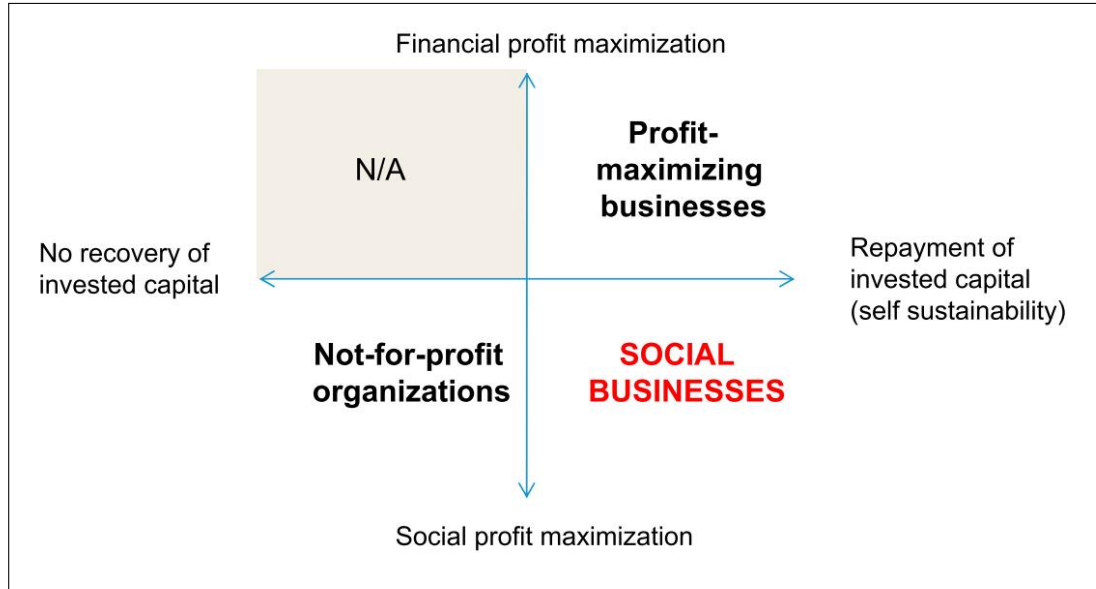 Financial profit maximization
N/A
Profit-
maximizing
businesses
No recovery of
invested capital
Repayment of
invested capital
(self sustainability)
Not-for-profit
organizations
SOCIAL
BUSINESSES
Social profit maximization